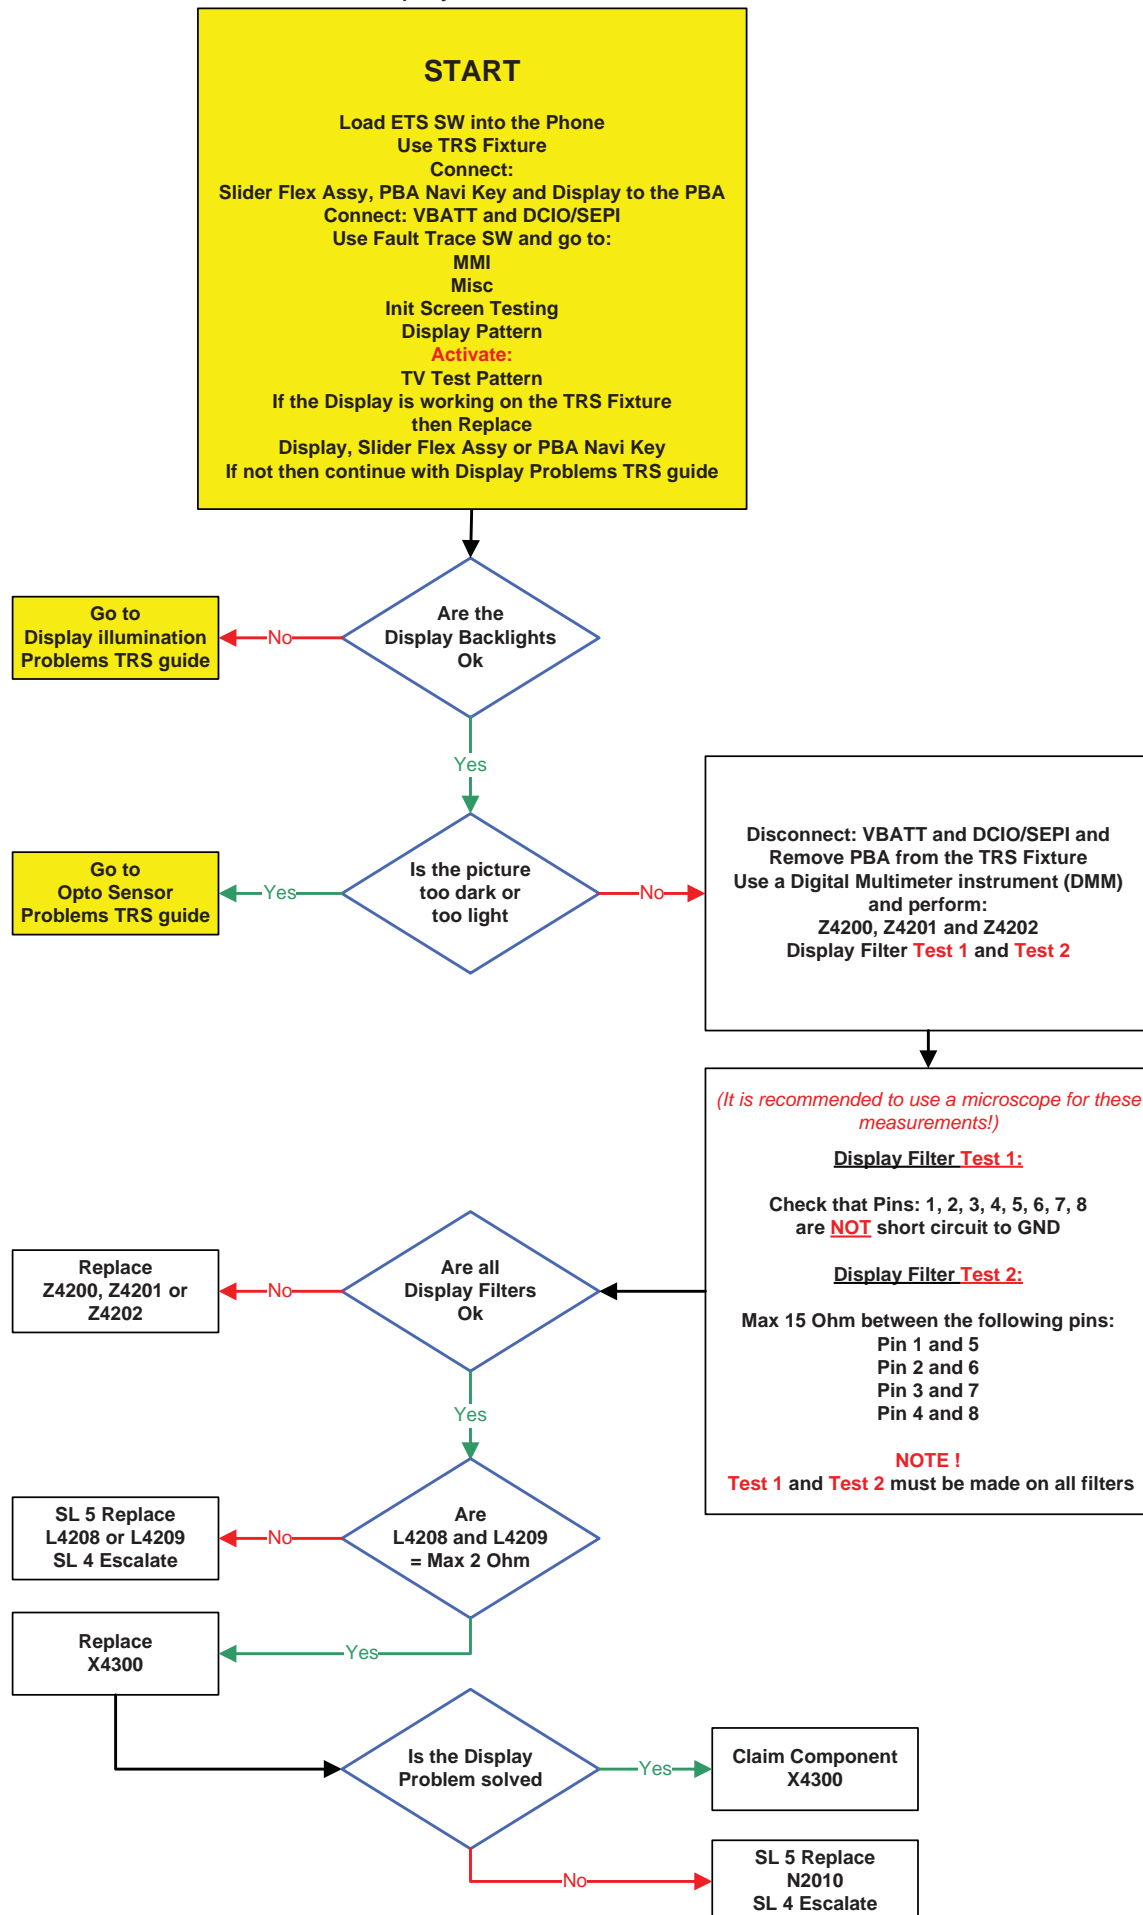 START
Load ETS SW into the Phone
Use TRS Fixture
Connect:
Slider Flex Assy, PBA Navi Key and Display to the PBA
Connect: VBATT and DCIO/SEPI
Use Fault Trace SW and go to:
MMI
Misc
Init Screen Testing
Display Pattern
Activate:
TV Test Pattern
If the Display is working on the TRS Fixture
then Replace
Display, Slider Flex Assy or PBA Navi Key
If not then continue with Display Problems TRS guide
Are the
Display Backlights
Ok
No
Go to
Display illumination
Problems TRS guide
Yes
Is the picture
too dark or
too light
Yes
Go to
Opto Sensor
Problems TRS guide
No
Disconnect: VBATT and DCIO/SEPI and
Remove PBA from the TRS Fixture
Use a Digital Multimeter instrument (DMM)
and perform:
Z4200, Z4201 and Z4202
Display Filter Test 1 and Test 2
(It is recommended to use a microscope for these
measurements!)
Display Filter Test 1:
Check that Pins: 1, 2, 3, 4, 5, 6, 7, 8
are NOT short circuit to GND
Display Filter Test 2:
Max 15 Ohm between the following pins:
Pin 1 and 5
Pin 2 and 6
Pin 3 and 7
Pin 4 and 8
NOTE !
Test 1 and Test 2 must be made on all filters
Are all
Display Filters
Ok
No
Replace
Z4200, Z4201 or
Z4202
Yes
Are
L4208 and L4209
= Max 2 Ohm
No
SL 5 Replace
L4208 or L4209
SL 4 Escalate
Yes
Replace
X4300
Is the Display
Problem solved
Yes
Claim Component
X4300
No
SL 5 Replace
N2010
SL 4 Escalate